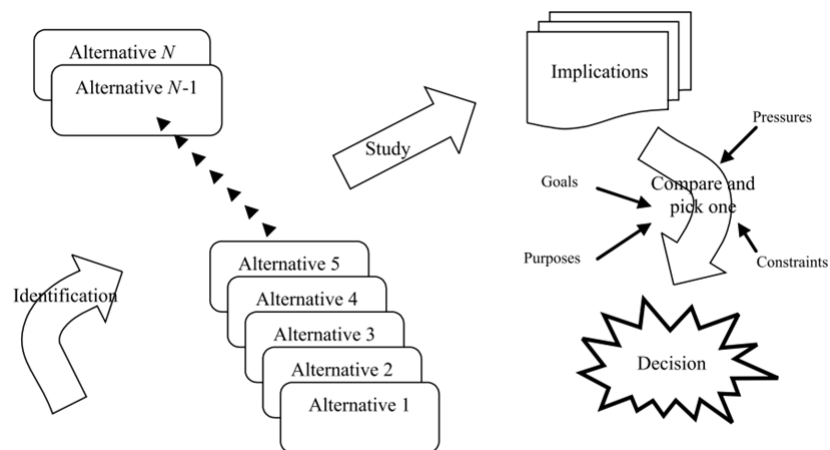 Alternative N
Alternative N-1
Implications
Pressures
Study
Goals
Compare and
pick one
Purposes
Constraints
Alternative 5
Identification
Alternative 4
Alternative 3
Alternative 2
Alternative 1
Decision